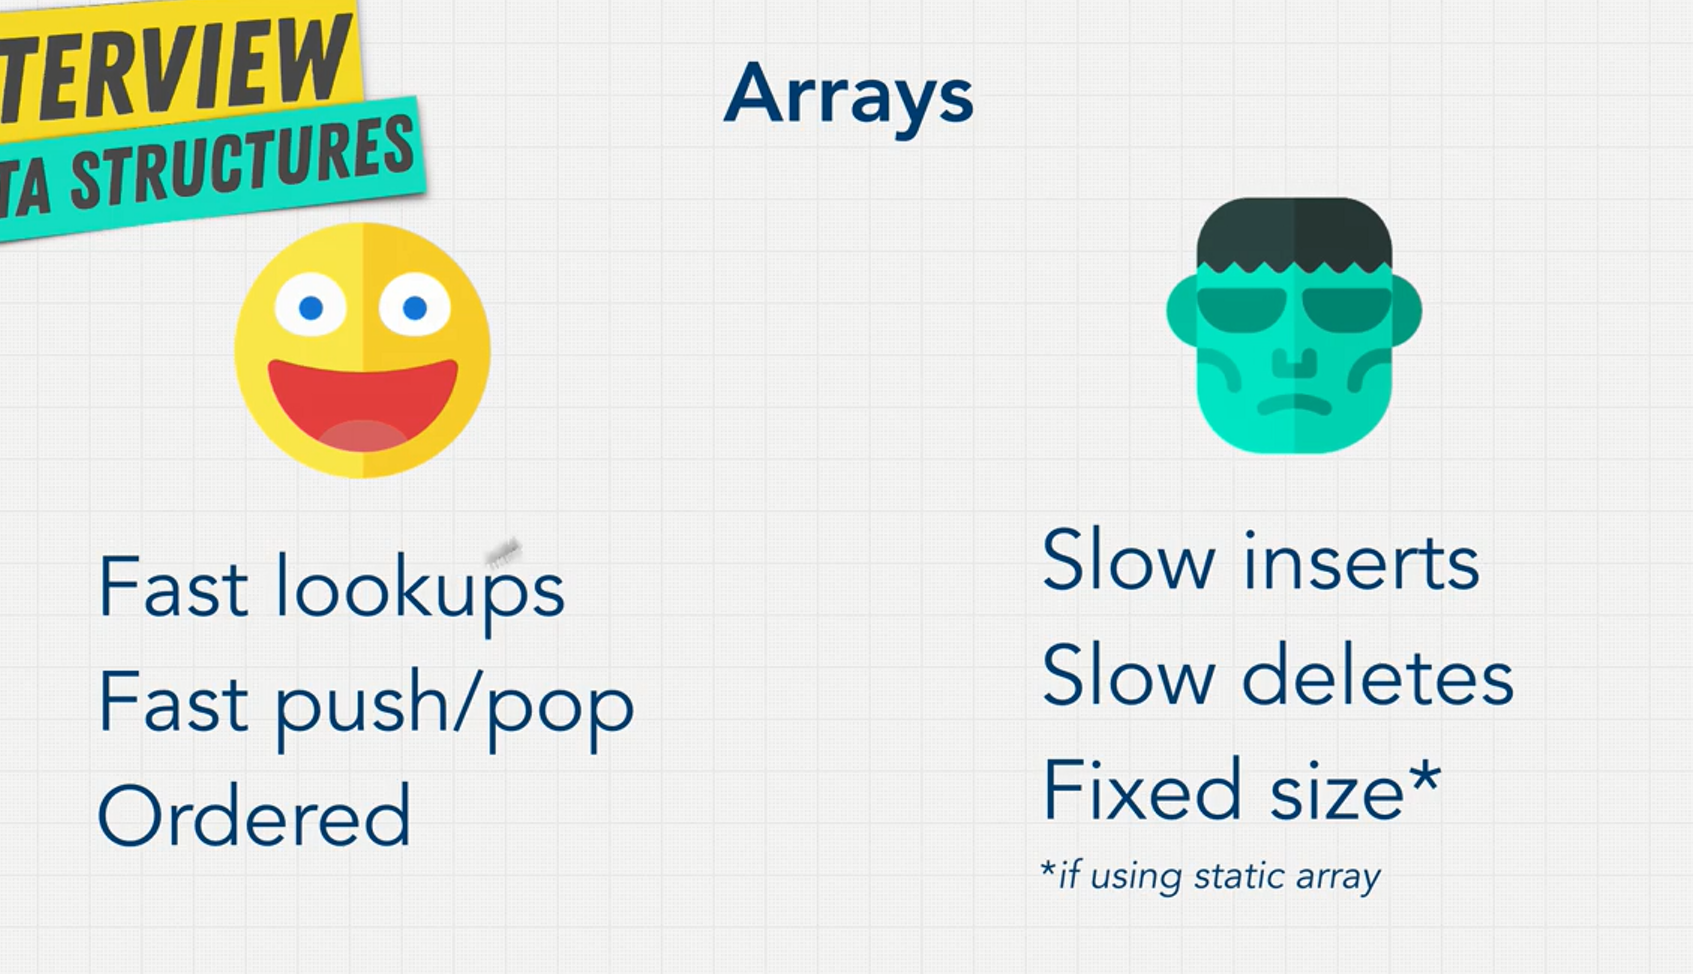 TERVIEW
TA STRUCTURES
Arrays
Fast lookups
Fast push/pop
Ordered
Slow inserts
Slow deletes
Fixed size*
*if using static array